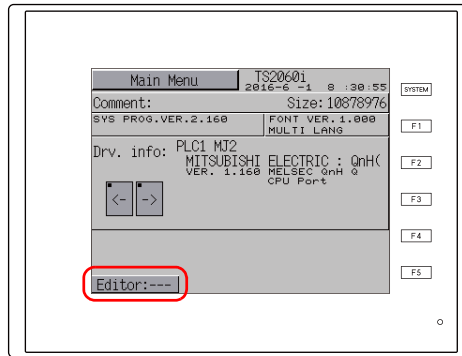 Main Menu
TS2060i
2016-6 -1 8 :30:55
Comment:
Size:10878976
SYS PROG.VER.2.160
FONT VER.1.000
MULTI LANG
Drv. info:
PLC1 MJ2
MITSUBISHI ELECTRIC : QnH(
VER. 1.160 MELSEC QnH Q
CPU Port
<-
->
Editor:---
SYSTEM
F1
F2
F3
F4
F5